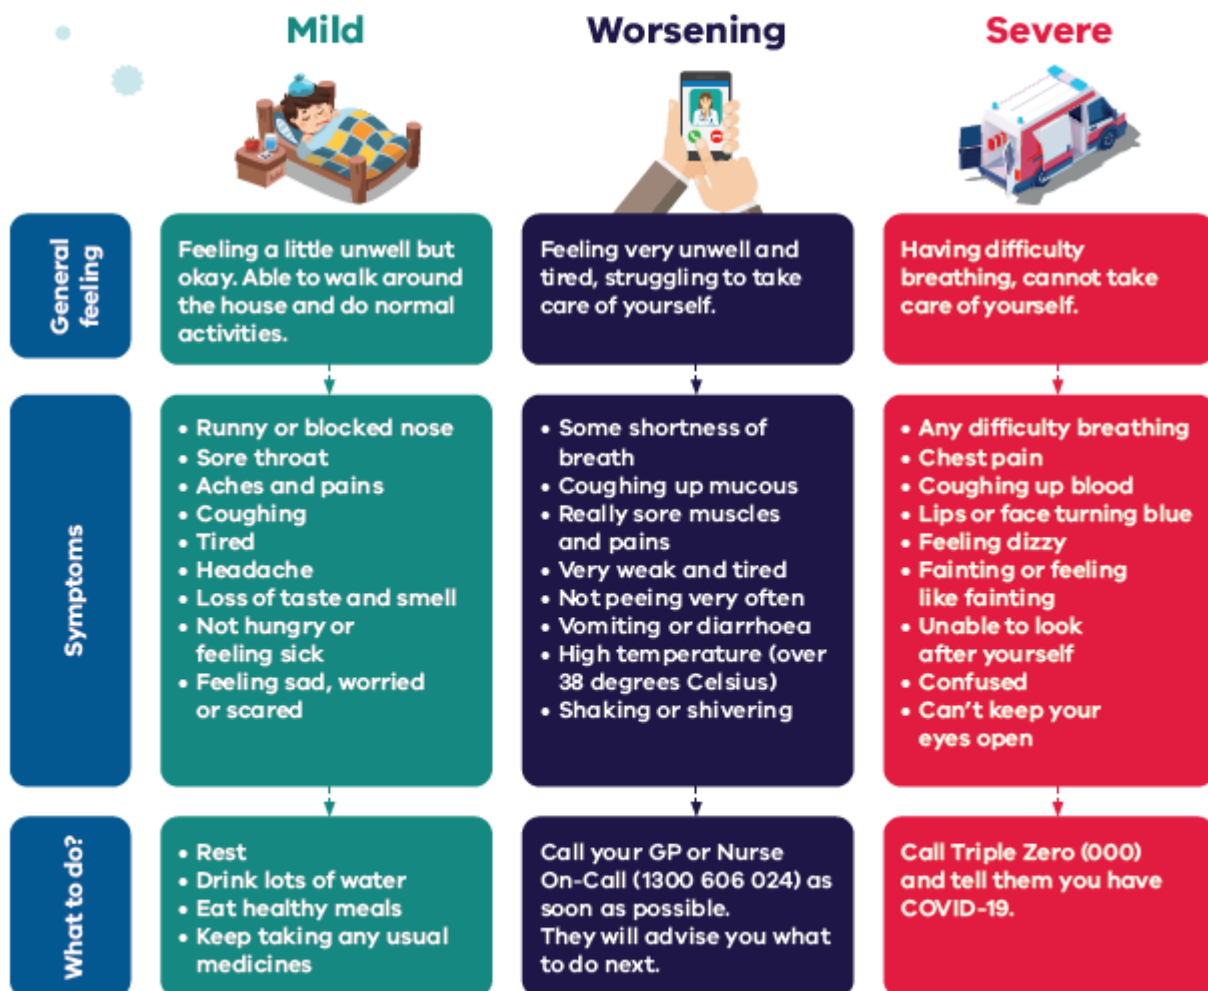 Mild
Worsening
Severe
General
feeling
Feeling a little unwell but
okay. Able to walk around
the house and do normal
activities.
Feeling very unwell and
tired, struggling to take
care of yourself.
Having difficulty
breathing, cannot take
care of yourself.
Symptoms
• Runny or blocked nose
• Sore throat
• Aches and pains
• Coughing
• Tired
• Headache
• Loss of taste and smell
• Not hungry or
feeling sick
• Feeling sad, worried
or scared
• Some shortness of
breath
• Coughing up mucous
• Really sore muscles
and pains
• Very weak and tired
• Not peeing very often
• Vomiting or diarrhoea
• High temperature (over
38 degrees Celsius)
• Shaking or shivering
• Any difficulty breathing
• Chest pain
• Coughing up blood
• Lips or face turning blue
• Feeling dizzy
• Fainting or feeling
like fainting
• Unable to look
after yourself
• Confused
• Can't keep your
eyes open
What to do?
• Rest
• Drink lots of water
• Eat healthy meals
• Keep taking any usual
medicines
Call your GP or Nurse
On-Call (1300 606 024) as
soon as possible.
They will advise you what
to do next.
Call Triple Zero (000)
and tell them you have
COVID-19.